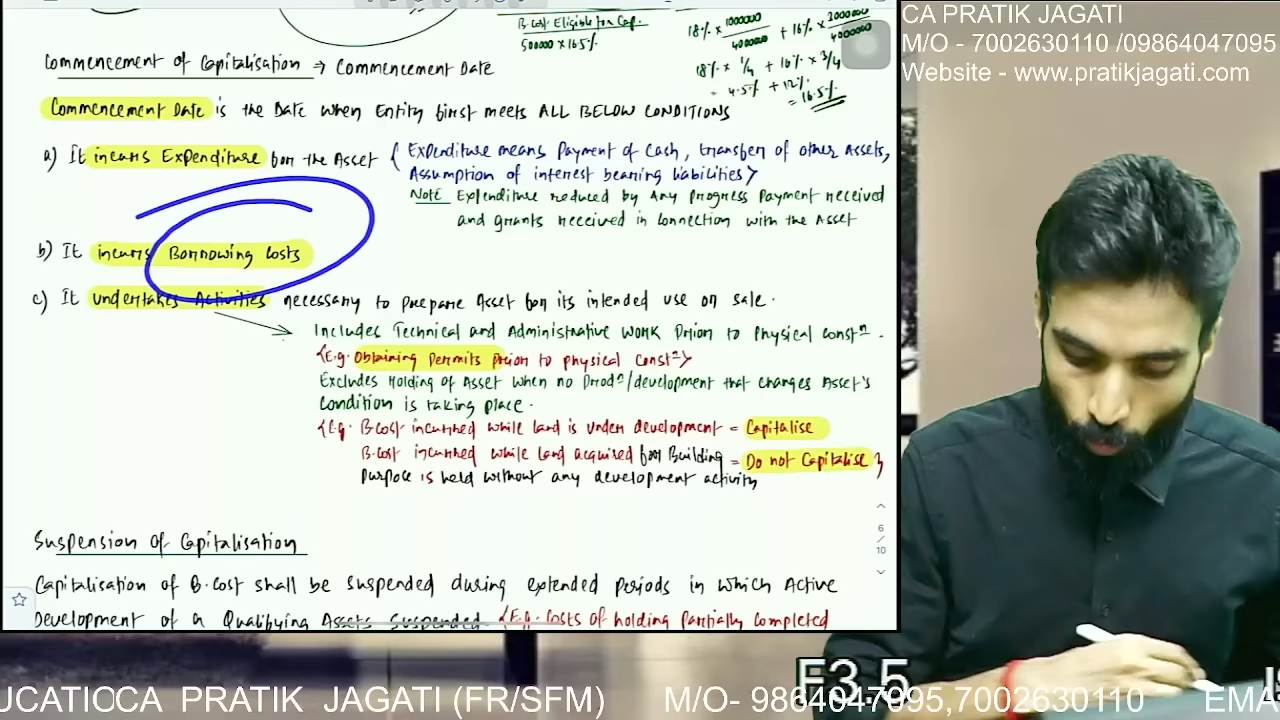 B.Cost Eligible for Cap.
500000 x 16.5%
18% x 1000000/4000000 + 16% x 3000000/4000000
18% x 1/4 + 16% x 3/4
= 4.5% + 12%
= 16.5%
Commencement of Capitalisation → Commencement Date
Commencement Date is the Date when Entity first meets ALL BELOW CONDITIONS
a) It incurs Expenditure for the Asset { Expenditure means Payment of Cash, transfer of other Assets,
Assumption of interest bearing liabilities }
Note Expenditure reduced by Any Progress Payment received
and grants received in Connection with the Asset
b) It incurs Borrowing Costs
c) It undertakes Activities necessary to prepare Asset for its intended use or sale.
Includes Technical and Administrative work Prior to Physical Constⁿ.
{E.g: Obtaining Permits Prior to physical Constⁿ}
Excludes Holding of Asset when no Prodⁿ/development that changes Asset's
Condition is taking place.
{E.g. B.Cost incurred while land is under development = Capitalise
B.Cost incurred while land acquired for Building = Do not Capitalise }
Purpose is held without any development activity
6
/
10
Suspension of Capitalisation
Capitalisation of B.Cost shall be suspended during extended periods in which Active
Development of a Qualifying Assets Suspended. {E.g: Costs of holding Partially completed
CA PRATIK JAGATI
M/O - 7002630110 /09864047095
Website - www.pratikjagati.com
F3.5
UCATIOCA PRATIK JAGATI (FR/SFM) M/O- 9864047095,7002630110 EMA